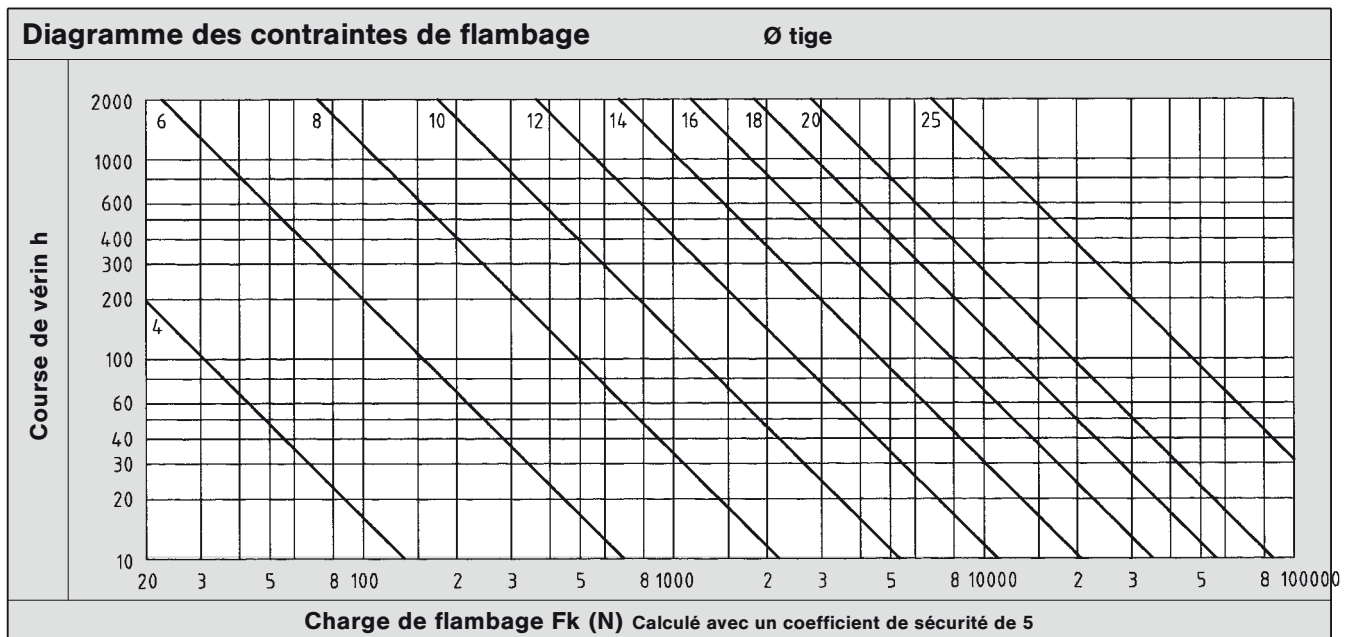 Diagramme des contraintes de flambage Ø tige
Course de vérin h
2000
1000
600
400
300
200
100
60
40
30
20
10
6 8 10 12 14 16 18 20 25
4
20 3 5 8 100 2 3 5 8 1000 2 3 5 8 10000 2 3 5 8 100000
Charge de flambage Fk (N) Calculé avec un coefficient de sécurité de 5